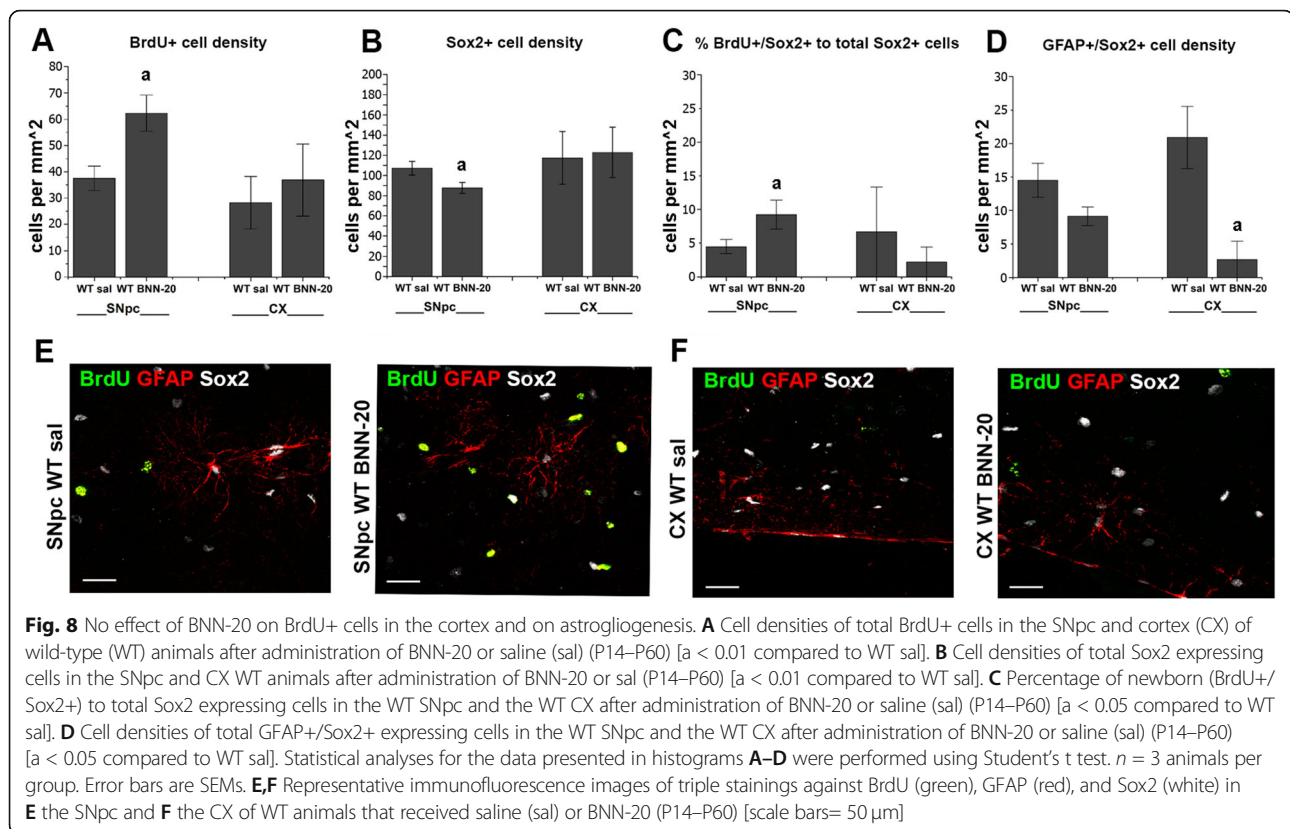 A
BrdU+ cell density
cells per mm^2
80
75
70
65
60
55
50
45
40
35
30
25
20
15
10
5
0
a
WT sal WT BNN-20 WT sal WT BNN-20
____SNpc____ ____CX____
B
Sox2+ cell density
cells per mm^2
200
180
160
140
120
100
80
60
40
20
0
a
WT sal WT BNN-20 WT sal WT BNN-20
____SNpc____ ____CX____
C
% BrdU+/Sox2+ to total Sox2+ cells
cells per mm^2
30
25
20
15
10
5
0
a
WT sal WT BNN-20 WT sal WT BNN-20
____SNpc____ ____CX____
D
GFAP+/Sox2+ cell density
cells per mm^2
30
25
20
15
10
5
0
a
WT sal WT BNN-20 WT sal WT BNN-20
____SNpc____ ____CX____
E
SNpc WT sal
BrdU GFAP Sox2
SNpc WT BNN-20
BrdU GFAP Sox2
F
CX WT sal
BrdU GFAP Sox2
CX WT BNN-20
BrdU GFAP Sox2
Fig. 8 No effect of BNN-20 on BrdU+ cells in the cortex and on astrogliogenesis. A Cell densities of total BrdU+ cells in the SNpc and cortex (CX) of
wild-type (WT) animals after administration of BNN-20 or saline (sal) (P14–P60) [a < 0.01 compared to WT sal]. B Cell densities of total Sox2 expressing
cells in the SNpc and CX WT animals after administration of BNN-20 or sal (P14–P60) [a < 0.01 compared to WT sal]. C Percentage of newborn (BrdU+/
Sox2+) to total Sox2 expressing cells in the WT SNpc and the WT CX after administration of BNN-20 or saline (sal) (P14–P60) [a < 0.05 compared to WT
sal]. D Cell densities of total GFAP+/Sox2+ expressing cells in the WT SNpc and the WT CX after administration of BNN-20 or saline (sal) (P14–P60)
[a < 0.05 compared to WT sal]. Statistical analyses for the data presented in histograms A–D were performed using Student's t test. n = 3 animals per
group. Error bars are SEMs. E,F Representative immunofluorescence images of triple stainings against BrdU (green), GFAP (red), and Sox2 (white) in
E the SNpc and F the CX of WT animals that received saline (sal) or BNN-20 (P14–P60) [scale bars= 50 μm]